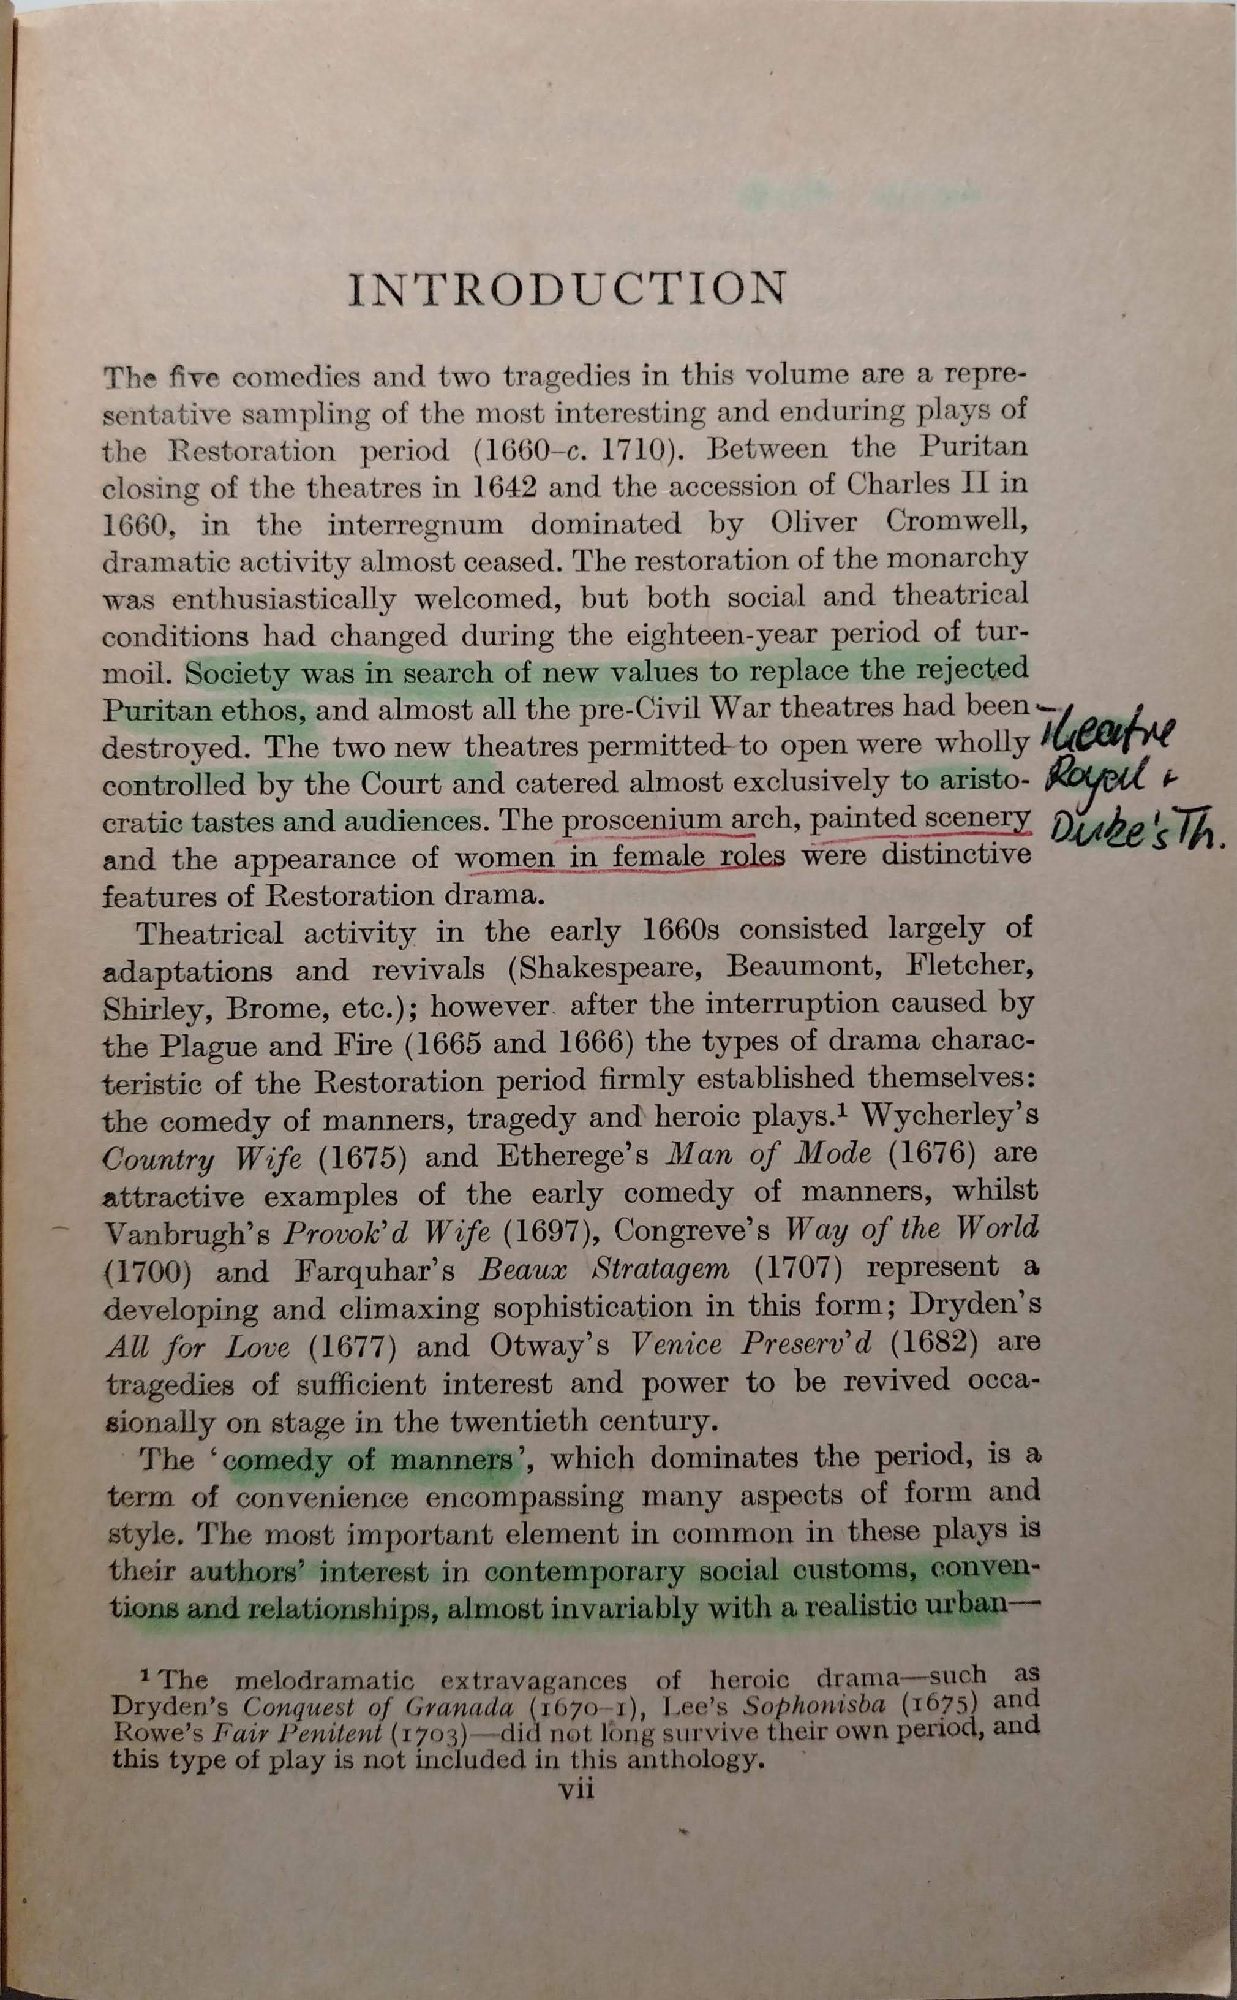 INTRODUCTION
The five comedies and two tragedies in this volume are a repre-
sentative sampling of the most interesting and enduring plays of
the Restoration period (1660–c. 1710). Between the Puritan
closing of the theatres in 1642 and the accession of Charles II in
1660, in the interregnum dominated by Oliver Cromwell,
dramatic activity almost ceased. The restoration of the monarchy
was enthusiastically welcomed, but both social and theatrical
conditions had changed during the eighteen-year period of tur-
moil. Society was in search of new values to replace the rejected
Puritan ethos, and almost all the pre-Civil War theatres had been
destroyed. The two new theatres permitted to open were wholly
controlled by the Court and catered almost exclusively to aristo-
cratic tastes and audiences. The proscenium arch, painted scenery
and the appearance of women in female roles were distinctive
features of Restoration drama.
Theatre
Royal +
Duke's Th.
Theatrical activity in the early 1660s consisted largely of
adaptations and revivals (Shakespeare, Beaumont, Fletcher,
Shirley, Brome, etc.); however after the interruption caused by
the Plague and Fire (1665 and 1666) the types of drama charac-
teristic of the Restoration period firmly established themselves:
the comedy of manners, tragedy and heroic plays.¹ Wycherley's
Country Wife (1675) and Etherege's Man of Mode (1676) are
attractive examples of the early comedy of manners, whilst
Vanbrugh's Provok'd Wife (1697), Congreve's Way of the World
(1700) and Farquhar's Beaux Stratagem (1707) represent a
developing and climaxing sophistication in this form; Dryden's
All for Love (1677) and Otway's Venice Preserv'd (1682) are
tragedies of sufficient interest and power to be revived occa-
sionally on stage in the twentieth century.
The 'comedy of manners', which dominates the period, is a
term of convenience encompassing many aspects of form and
style. The most important element in common in these plays is
their authors' interest in contemporary social customs, conven-
tions and relationships, almost invariably with a realistic urban—
¹ The melodramatic extravagances of heroic drama—such as
Dryden's Conquest of Granada (1670–1), Lee's Sophonisba (1675) and
Rowe's Fair Penitent (1703)—did not long survive their own period, and
this type of play is not included in this anthology.
vii